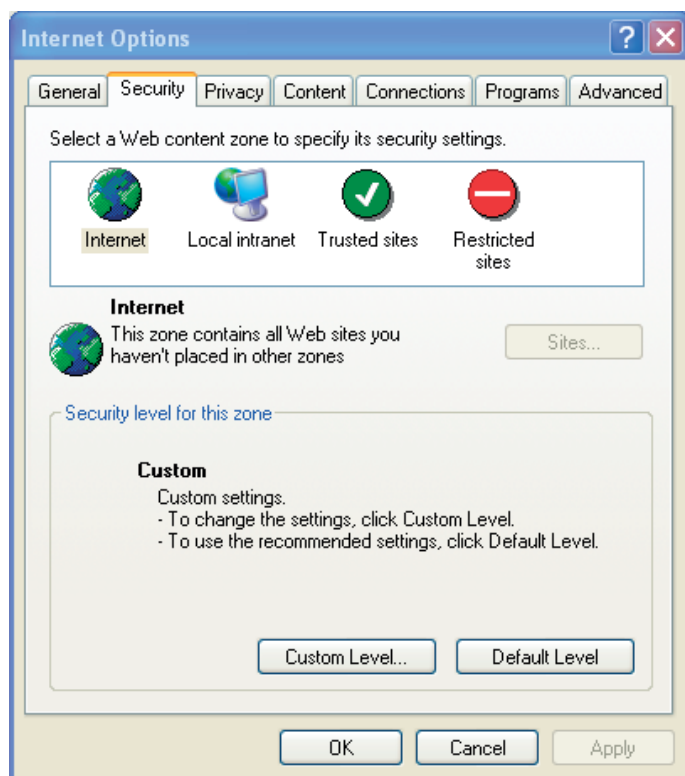 Internet Options
General Security Privacy Content Connections Programs Advanced
Select a Web content zone to specify its security settings.
Internet Local intranet Trusted sites Restricted
sites
Internet
This zone contains all Web sites you
haven't placed in other zones
Sites...
Security level for this zone
Custom
Custom settings.
- To change the settings, click Custom Level.
- To use the recommended settings, click Default Level.
Custom Level... Default Level
OK Cancel Apply